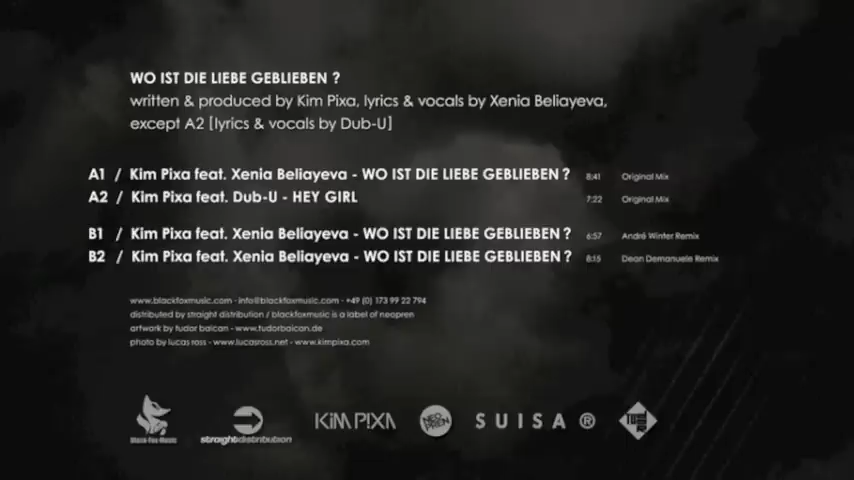 WO IST DIE LIEBE GEBLIEBEN ?
written & produced by Kim Pixa, lyrics & vocals by Xenia Beliayeva,
except A2 [lyrics & vocals by Dub-U]
A1 / Kim Pixa feat. Xenia Beliayeva - WO IST DIE LIEBE GEBLIEBEN ? 8:41 Original Mix
A2 / Kim Pixa feat. Dub-U - HEY GIRL 7:22 Original Mix
B1 / Kim Pixa feat. Xenia Beliayeva - WO IST DIE LIEBE GEBLIEBEN ? 6:57 André Winter Remix
B2 / Kim Pixa feat. Xenia Beliayeva - WO IST DIE LIEBE GEBLIEBEN ? 8:15 Dean Demanuele Remix
www.blackfoxmusic.com - info@blackfoxmusic.com - +49 (0) 173 99 22 794
distributed by straight distribution / blackfoxmusic is a label of neopren
artwork by tudor baican - www.tudorbaican.de
photo by lucas ross - www.lucasross.net - www.kimpixa.com
Black-Fox-Music straightdistribution KIM PIXA NEOPREN SUISA ®